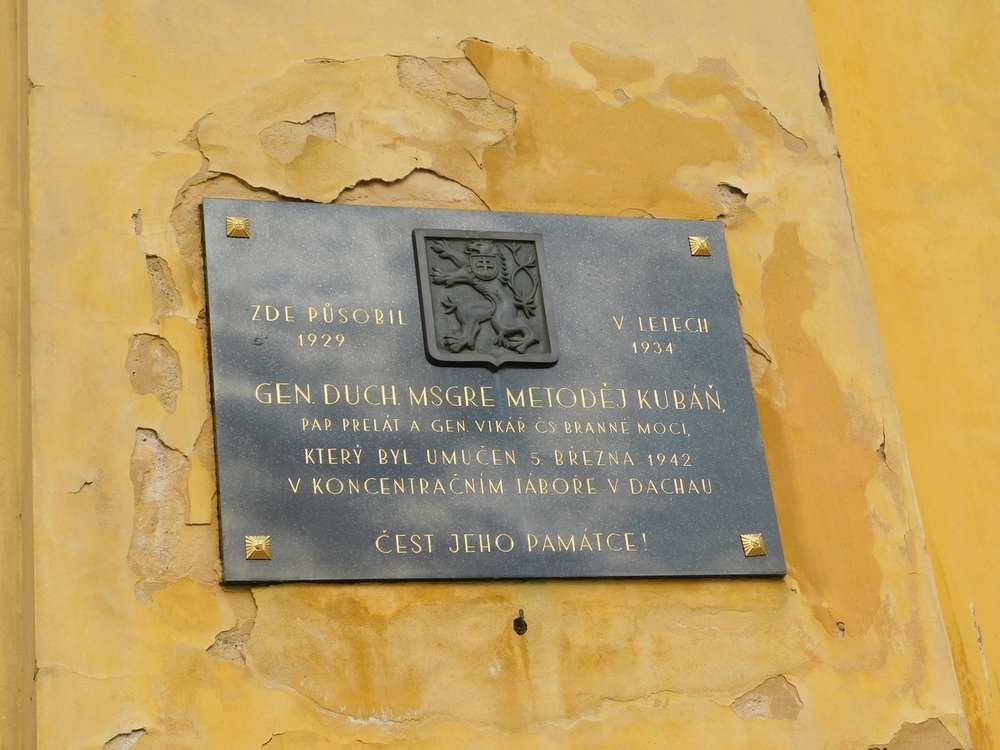 ZDE PŮSOBIL V LETECH
1929 1934
GEN. DUCH. MSGRE METODĚJ KUBÁŇ,
PAP. PRELÁT A GEN. VIKÁŘ ČS. BRANNÉ MOCI,
KTERÝ BYL UMUČEN 5. BŘEZNA 1942
V KONCENTRAČNÍM TÁBOŘE V DACHAU
ČEST JEHO PAMÁTCE!